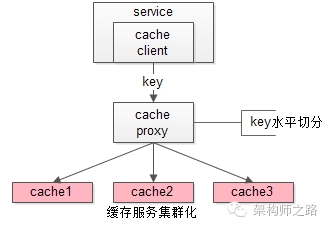 service
cache
client
key
cache
proxy
key水平切分
cache1
cache2
cache3
缓存服务集群化
架构师之路